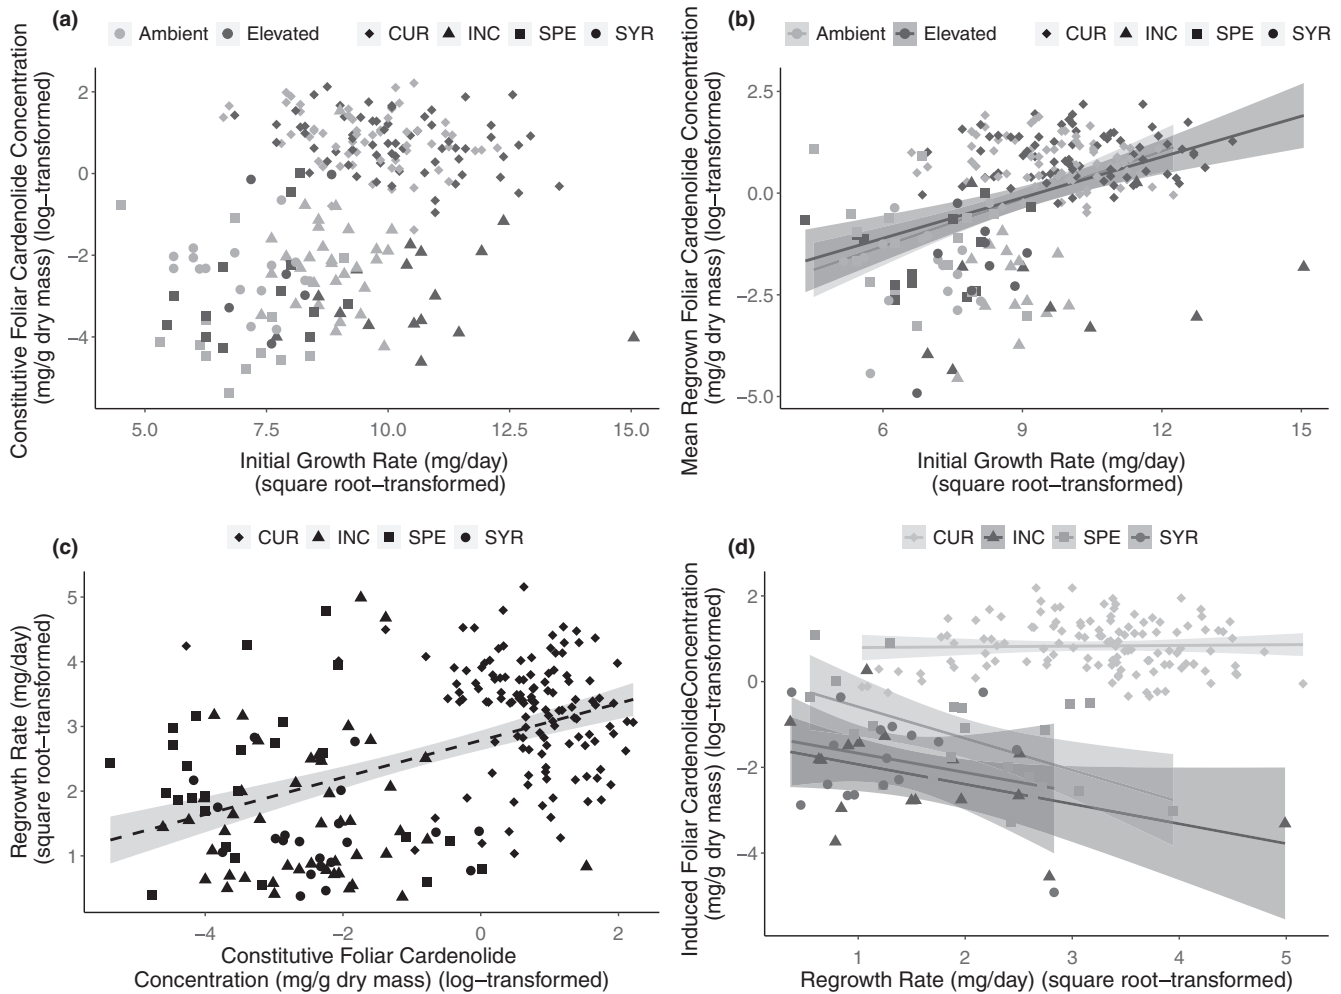 (a)
Ambient Elevated CUR INC SPE SYR
Constitutive Foliar Cardenolide Concentration
(mg/g dry mass) (log−transformed)
2
0
−2
−4
5.0 7.5 10.0 12.5 15.0
Initial Growth Rate (mg/day)
(square root−transformed)
(b)
Ambient Elevated CUR INC SPE SYR
Mean Regrown Foliar Cardenolide Concentration
(mg/g dry mass) (log−transformed)
2.5
0.0
−2.5
−5.0
6 9 12 15
Initial Growth Rate (mg/day)
(square root−transformed)
(c)
CUR INC SPE SYR
Regrowth Rate (mg/day)
(square root−transformed)
5
4
3
2
1
−4 −2 0 2
Constitutive Foliar Cardenolide
Concentration (mg/g dry mass) (log−transformed)
(d)
CUR INC SPE SYR
Induced Foliar CardenolideConcentration
(mg/g dry mass) (log−transformed)
2
0
−2
−4
1 2 3 4 5
Regrowth Rate (mg/day) (square root−transformed)